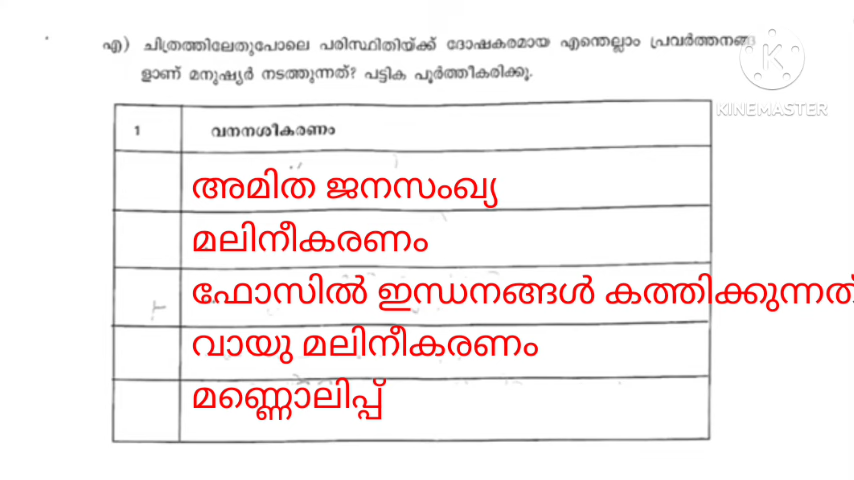 എ) ചിത്രത്തിലേതുപോലെ പരിസ്ഥിതിയ്ക്ക് ദോഷകരമായ എന്തെല്ലാം പ്രവർത്തനങ്ങ
ളാണ് മനുഷ്യർ നടത്തുന്നത്? പട്ടിക പൂർത്തീകരിക്കൂ.
K
KINEMASTER
1 വനനശീകരണം
അമിത ജനസംഖ്യ
മലിനീകരണം
ഫോസിൽ ഇന്ധനങ്ങൾ കത്തിക്കുന്നത്
വായു മലിനീകരണം
മണ്ണൊലിപ്പ്